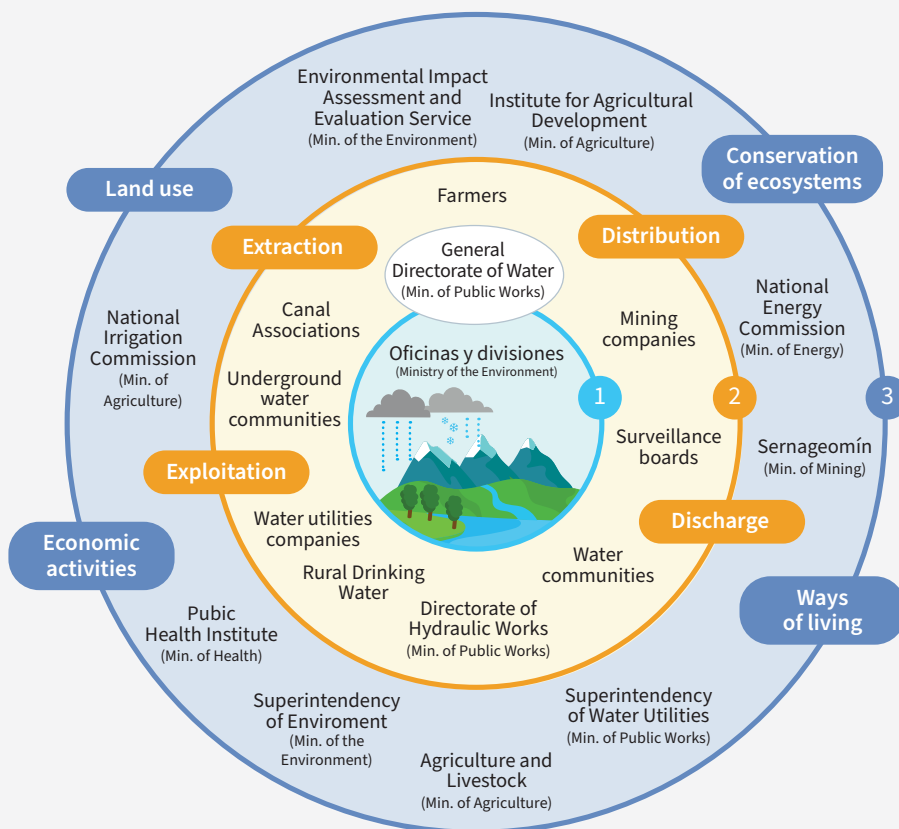 Environmental Impact
Assessment and
Evaluation Service
(Min. of the Environment)
Institute for Agricultural
Development
(Min. of Agriculture)
Conservation
of ecosystems
Land use
Farmers
Extraction
Distribution
General
Directorate of Water
(Min. of Public Works)
National
Irrigation
Commission
(Min. of
Agriculture)
Canal
Associations
Mining
companies
National
Energy
Commission
(Min. of Energy)
Oficinas y divisiones
(Ministry of the Environment)
Underground
water
communities
1
2
3
Surveillance
boards
Sernageomín
(Min. of Mining)
Exploitation
Discharge
Economic
activities
Water utilities
companies
Rural Drinking
Water
Water
communities
Directorate of
Hydraulic Works
(Min. of Public Works)
Ways
of living
Pubic
Health Institute
(Min. of Health)
Superintendency
of Enviroment
(Min. of the
Environment)
Superintendency
of Water Utilities
(Min. of Public Works)
Agriculture and
Livestock
(Min. of Agriculture)